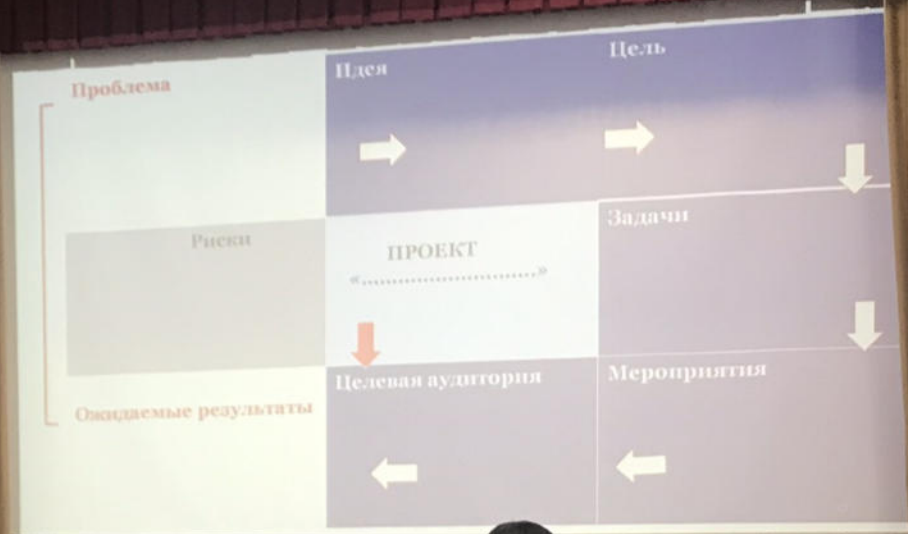 Проблема
Идея
Цель
Риски
ПРОЕКТ
«............................»
Задачи
Ожидаемые результаты
Целевая аудитория
Мероприятия